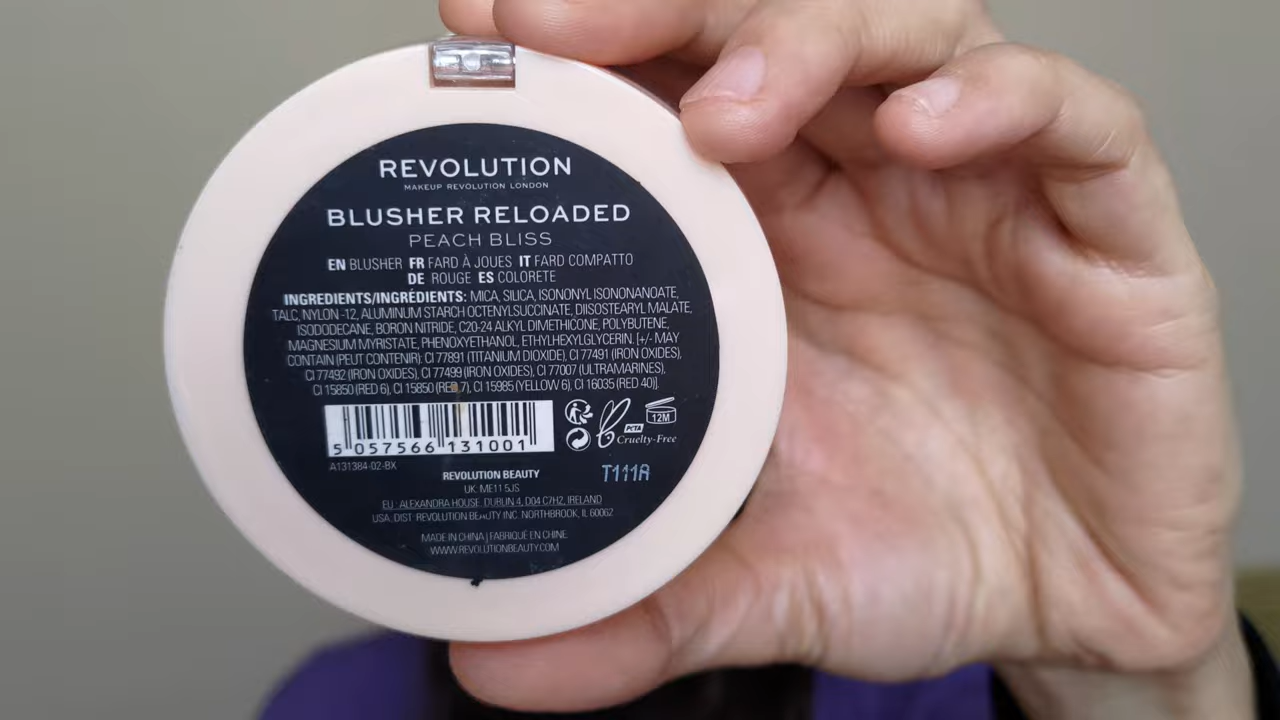 REVOLUTION
MAKEUP REVOLUTION LONDON
BLUSHER RELOADED
PEACH BLISS
EN BLUSHER FR FARD À JOUES IT FARD COMPATTO
DE ROUGE ES COLORETE
INGREDIENTS/INGRÉDIENTS: MICA, SILICA, ISONONYL ISONONANOATE,
TALC, NYLON -12, ALUMINUM STARCH OCTENYLSUCCINATE, DIISOSTEARYL MALATE,
ISODODECANE, BORON NITRIDE, C20-24 ALKYL DIMETHICONE, POLYBUTENE,
MAGNESIUM MYRISTATE, PHENOXYETHANOL, ETHYLHEXYLGLYCERIN. [+/- MAY
CONTAIN (PEUT CONTENIR): CI 77891 (TITANIUM DIOXIDE), CI 77491 (IRON OXIDES),
CI 77492 (IRON OXIDES), CI 77499 (IRON OXIDES), CI 77007 (ULTRAMARINES),
CI 15850 (RED 6), CI 15850 (RED 7), CI 15985 (YELLOW 6), CI 16035 (RED 40)].
5 057566 131001
12M
PETA
Cruelty-Free
A131384-02-BX
T111A
REVOLUTION BEAUTY
UK: ME11 5JS
EU: ALEXANDRA HOUSE, DUBLIN 4, D04 C7H2, IRELAND
USA: DIST. REVOLUTION BEAUTY INC. NORTHBROOK, IL 60062
MADE IN CHINA | FABRIQUÉ EN CHINE.
WWW.REVOLUTIONBEAUTY.COM